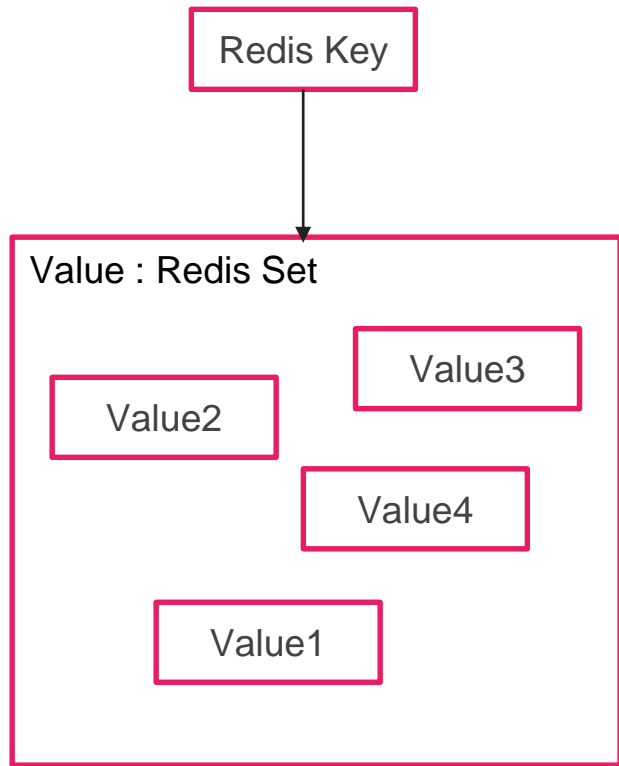 Redis Key
Value : Redis Set
Value3
Value2
Value4
Value1